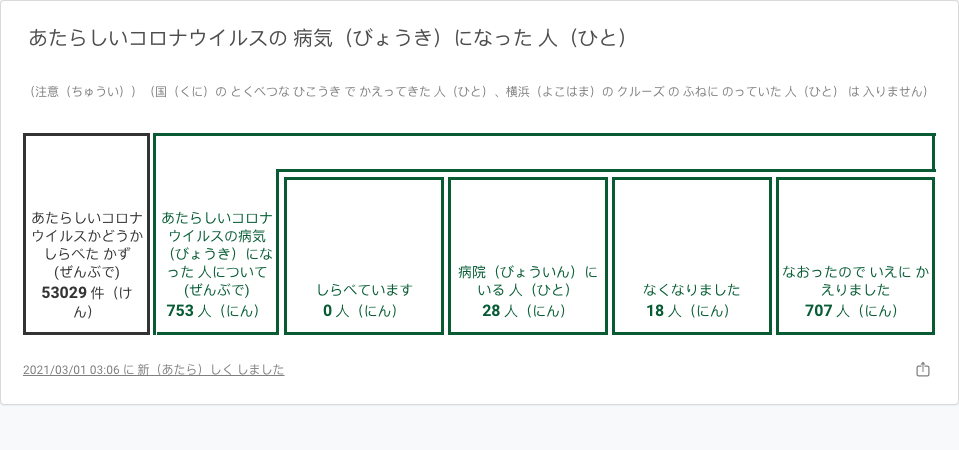 あたらしいコロナウイルスの 病気（びょうき）になった 人（ひと）
（注意（ちゅうい））（国（くに）の とくべつな ひこうき で かえってきた 人（ひと）、横浜（よこはま）の クルーズ の ふねに のっていた 人（ひと） は 入りません）
あたらしいコロナ
ウイルスかどうか
しらべた かず
(ぜんぶで)
53029 件（け
ん）
あたらしいコロナ
ウイルスの病気
（びょうき）にな
った 人について
(ぜんぶで)
753 人（にん）
しらべています
0 人（にん）
病院（びょういん）に
いる 人（ひと）
28 人（にん）
なくなりました
18 人（にん）
なおったので いえに か
えりました
707 人（にん）
2021/03/01 03:06 に 新（あたら）しく しました